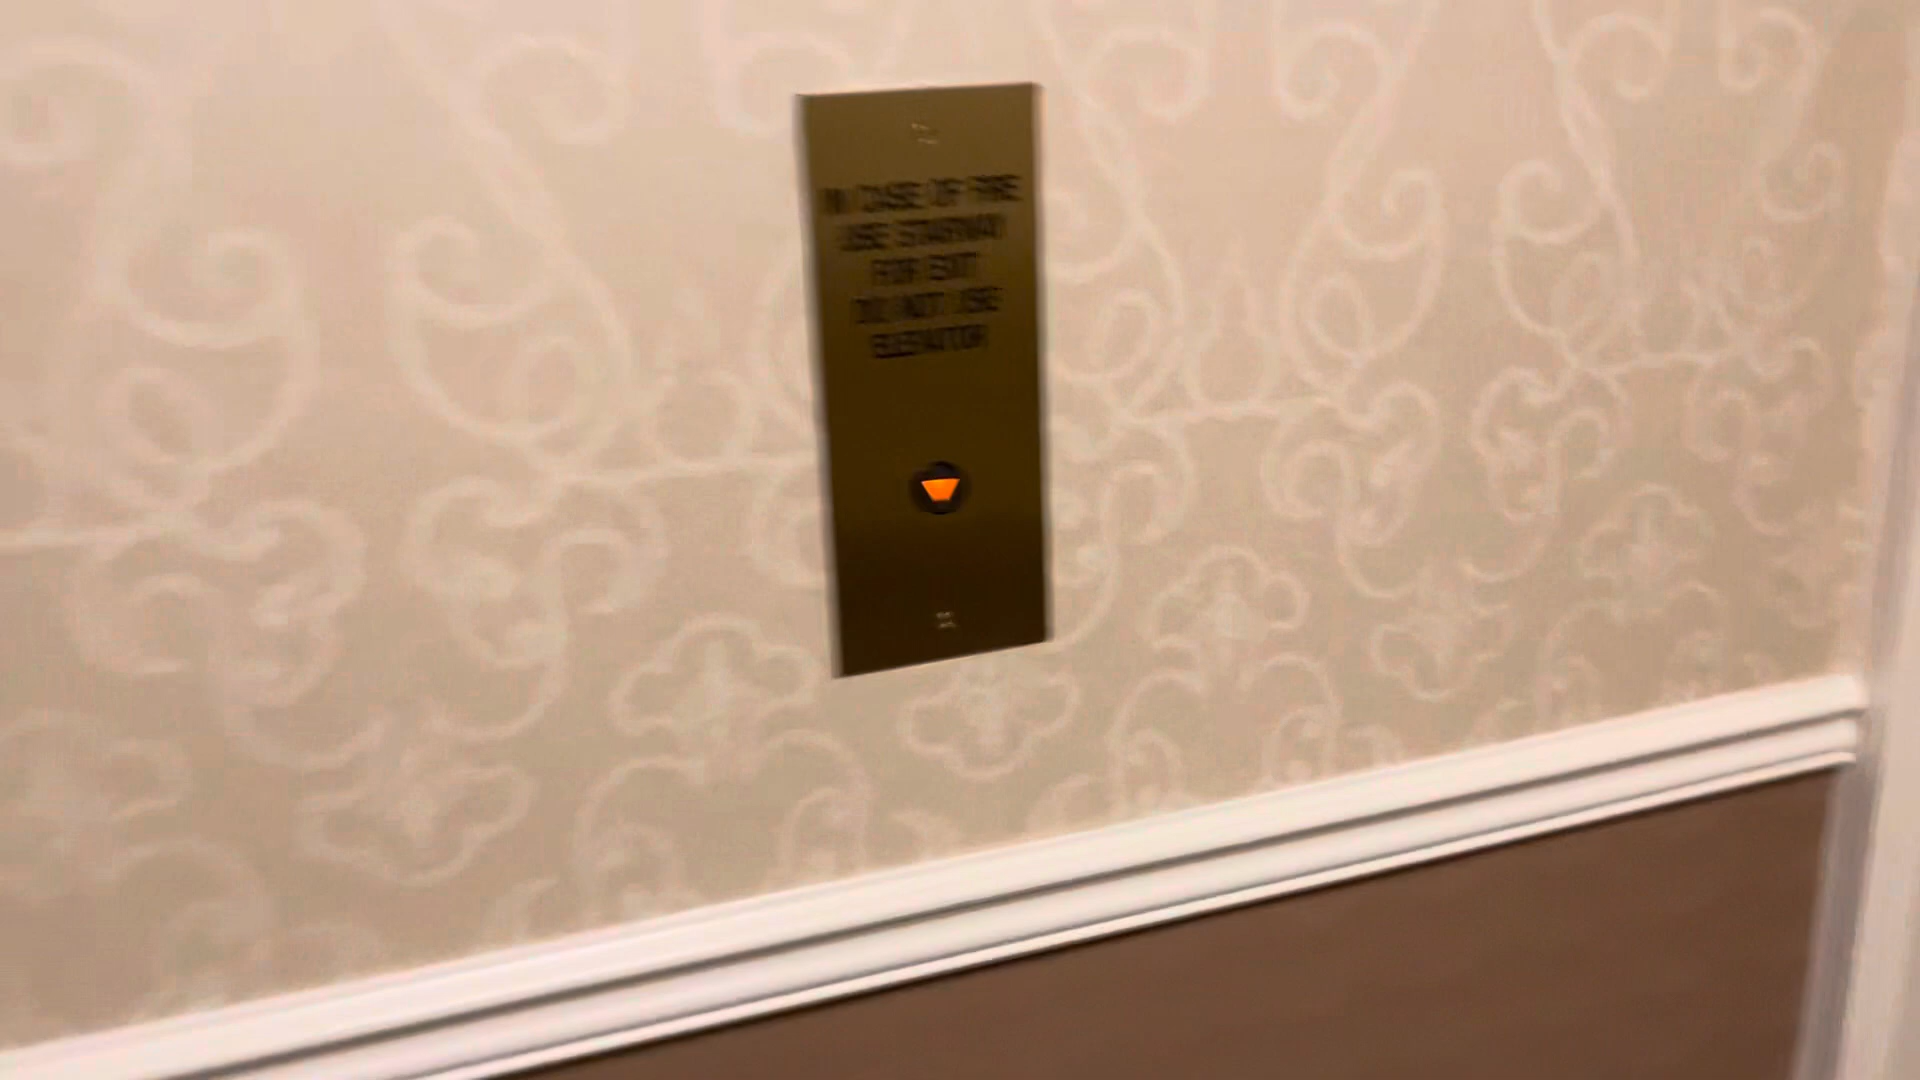 IN CASE OF FIRE
USE STAIRWAY
FOR EXIT
DO NOT USE
ELEVATOR